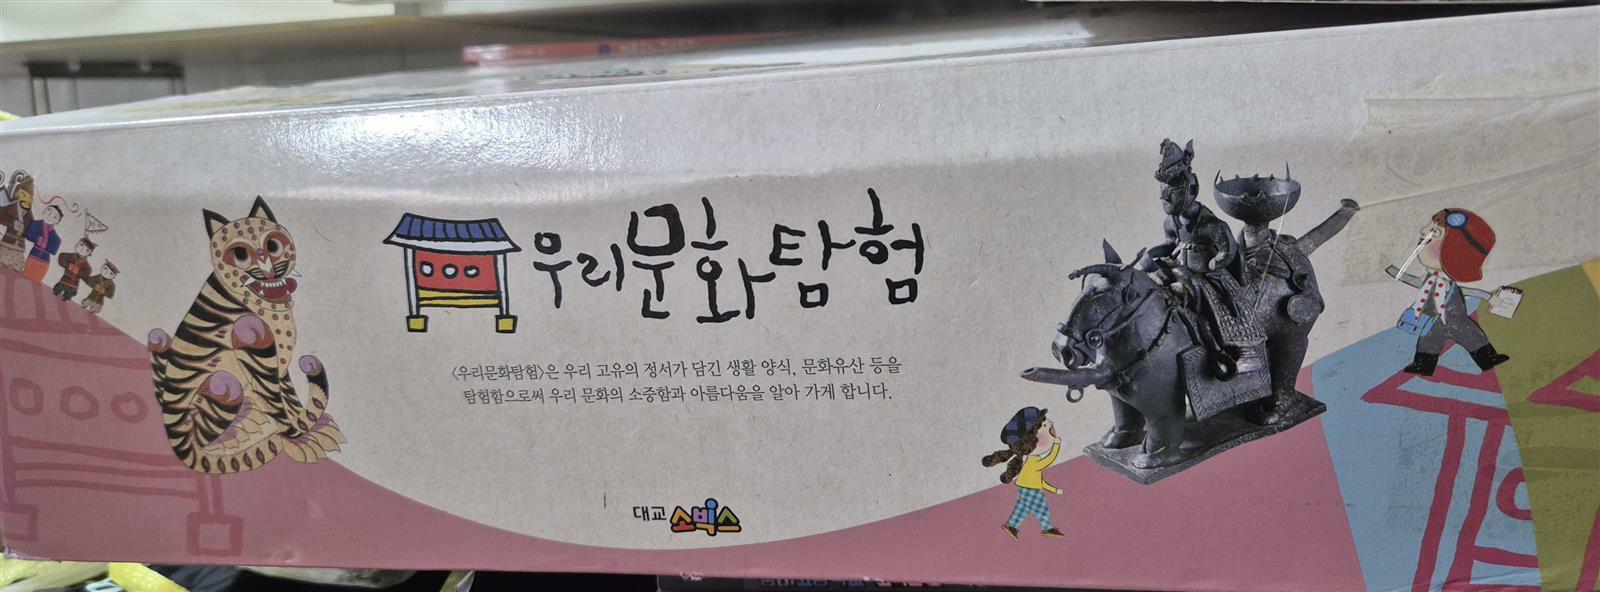 우리문화탐험
〈우리문화탐험〉은 우리 고유의 정서가 담긴 생활 양식, 문화유산 등을
탐험함으로써 우리 문화의 소중함과 아름다움을 알아 가게 합니다.
대교 소빅스